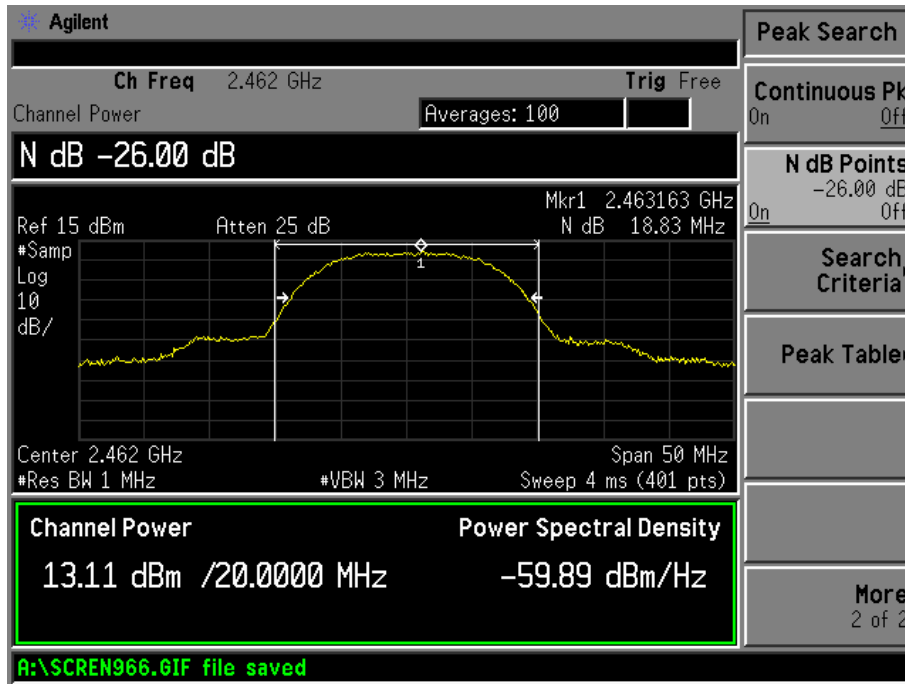 Agilent
Peak Search
Ch Freq 2.462 GHz Trig Free
Channel Power Averages: 100
Continuous Pk
On Off
N dB -26.00 dB
N dB Points
-26.00 dB
On Off
Mkr1 2.463163 GHz
Ref 15 dBm Atten 25 dB N dB 18.83 MHz
#Samp
Log
10
dB/
1
Search
Criteria
Peak Table
Center 2.462 GHz Span 50 MHz
#Res BW 1 MHz #VBW 3 MHz Sweep 4 ms (401 pts)
Channel Power Power Spectral Density
13.11 dBm /20.0000 MHz -59.89 dBm/Hz
More
2 of 2
A:\SCREN966.GIF file saved